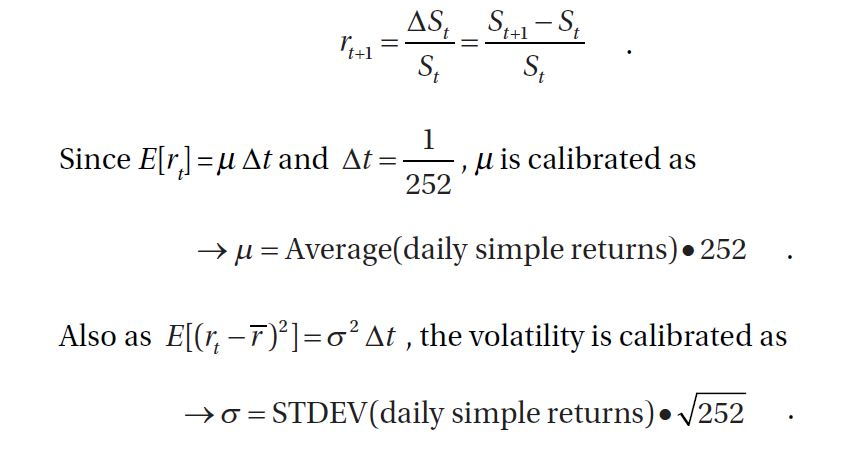 r_{t+1} = ΔS_t / S_t = (S_{t+1} − S_t) / S_t .
Since E[r_t] = μ Δt and Δt = 1/252 , μ is calibrated as
→ μ = Average(daily simple returns) • 252 .
Also as E[(r_t − r̅)²] = σ² Δt , the volatility is calibrated as
→ σ = STDEV(daily simple returns) • √252 .